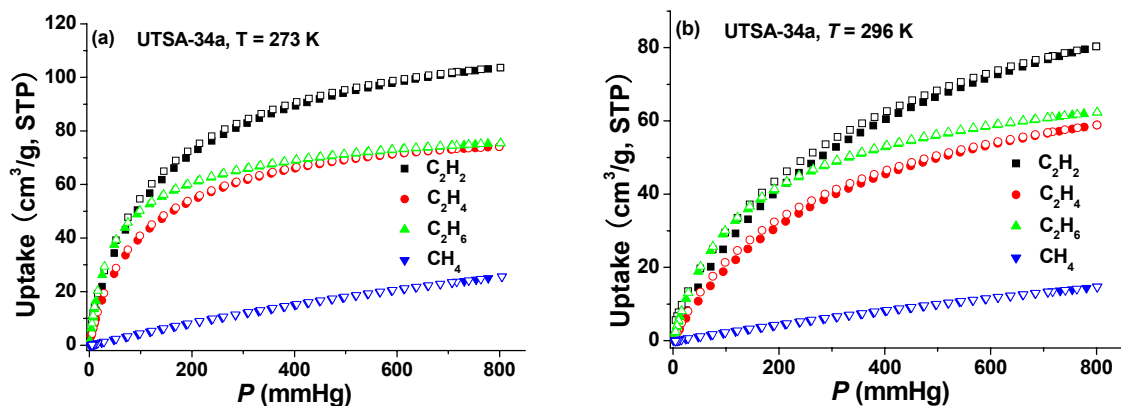 (a) UTSA-34a, T = 273 K
Uptake (cm³/g, STP)
120
100
80
60
40
20
0
C₂H₂
C₂H₄
C₂H₆
CH₄
0 200 400 600 800
P (mmHg)
(b) UTSA-34a, T = 296 K
Uptake (cm³/g, STP)
80
60
40
20
0
C₂H₂
C₂H₄
C₂H₆
CH₄
0 200 400 600 800
P (mmHg)